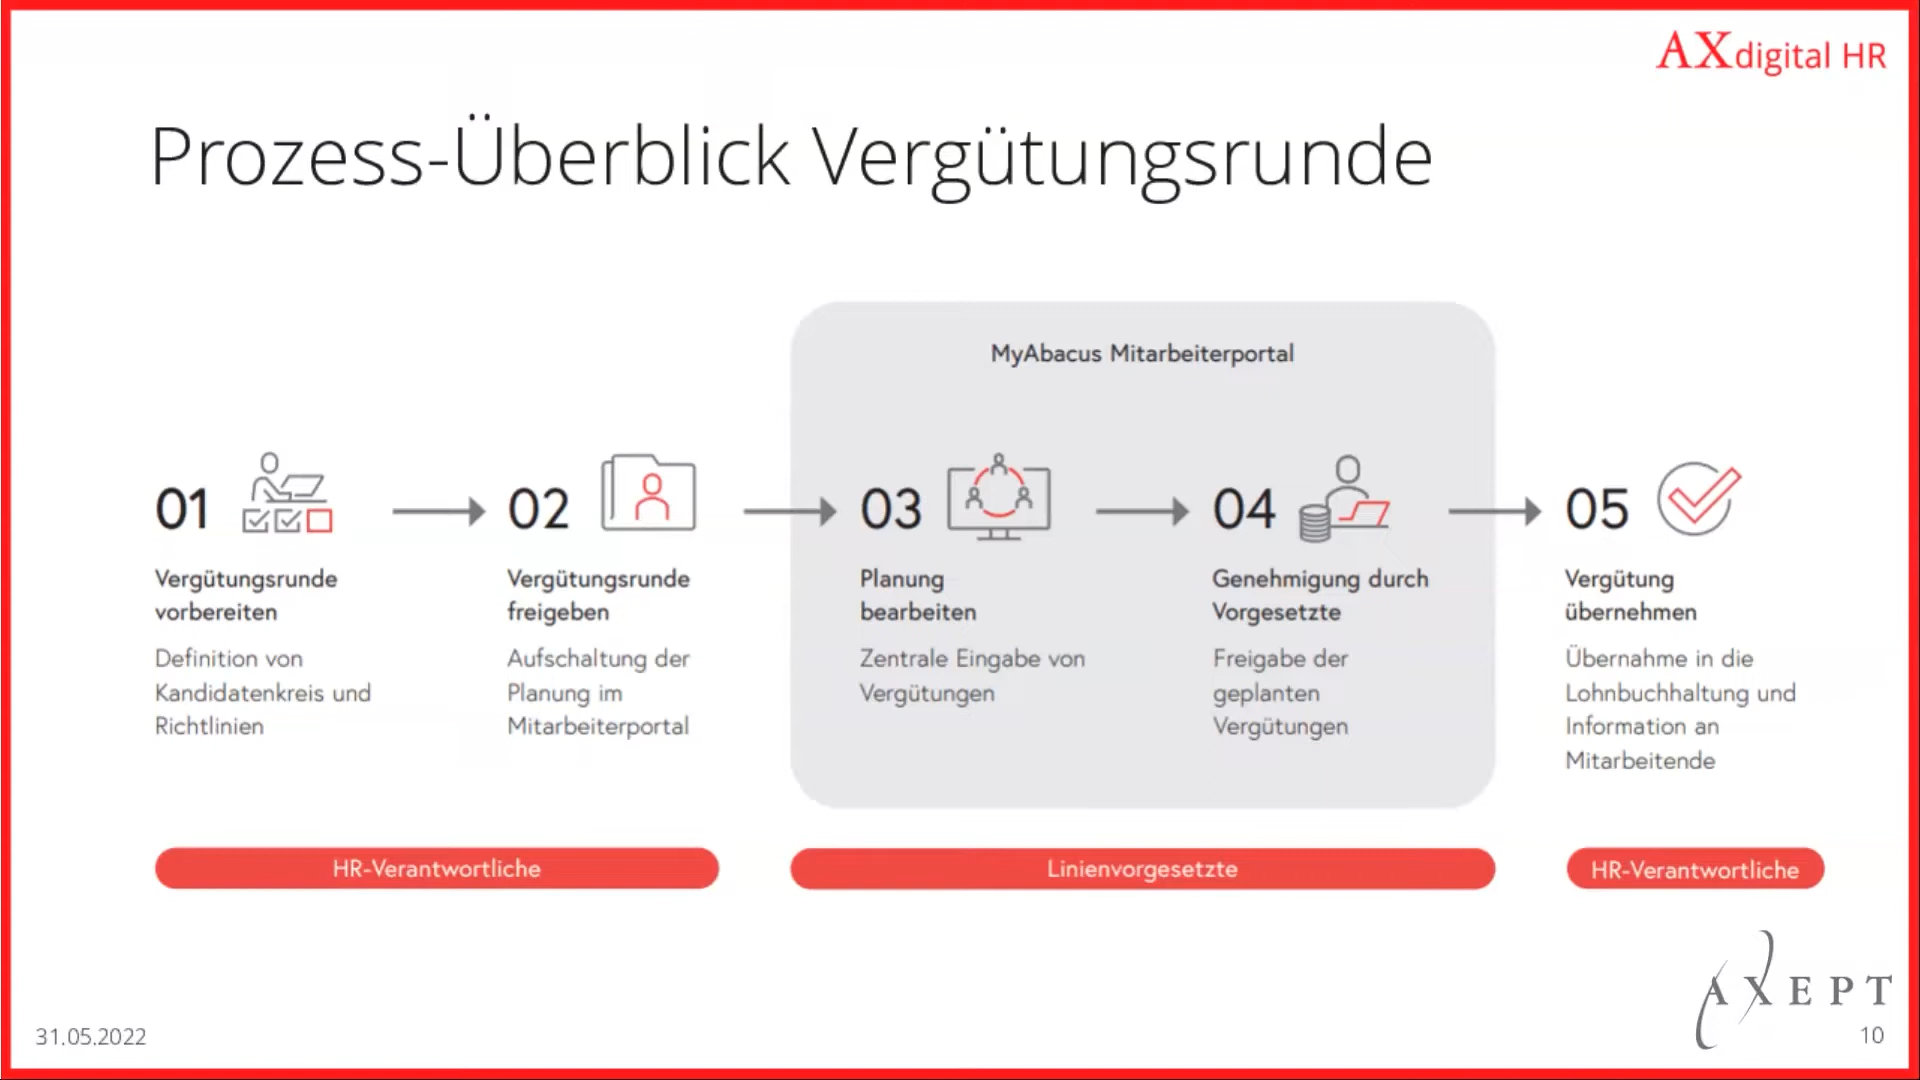 AXdigital HR
Prozess-Überblick Vergütungsrunde
MyAbacus Mitarbeiterportal
01
Vergütungsrunde
vorbereiten
Definition von
Kandidatenkreis und
Richtlinien
02
Vergütungsrunde
freigeben
Aufschaltung der
Planung im
Mitarbeiterportal
03
Planung
bearbeiten
Zentrale Eingabe von
Vergütungen
04
Genehmigung durch
Vorgesetzte
Freigabe der
geplanten
Vergütungen
05
Vergütung
übernehmen
Übernahme in die
Lohnbuchhaltung und
Information an
Mitarbeitende
HR-Verantwortliche
Linienvorgesetzte
HR-Verantwortliche
AXEPT
31.05.2022
10